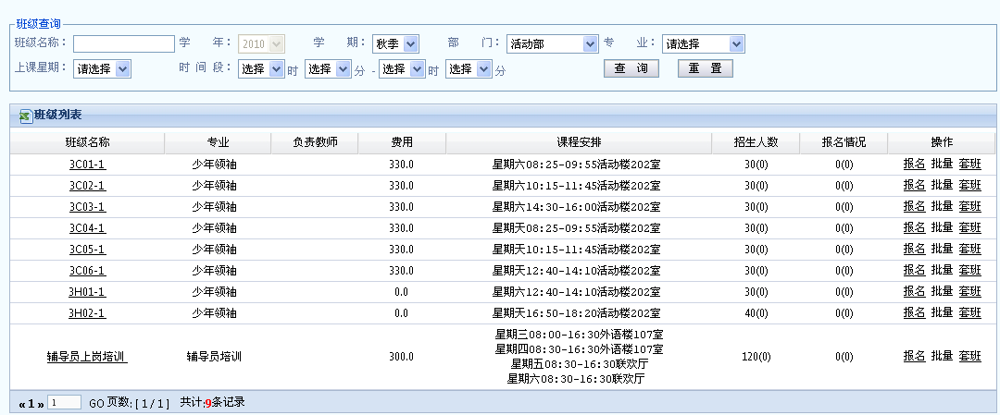 班级查询
班级名称： 学 年： 2010 学 期： 秋季 部 门： 活动部 专 业： 请选择
上课星期： 请选择 时 间 段： 选择 时 选择 分 - 选择 时 选择 分 查 询 重 置
班级列表
班级名称 专业 负责教师 费用 课程安排 招生人数 报名情况 操作
3C01-1 少年领袖 330.0 星期六08:25-09:55活动楼202室 30(0) 0(0) 报名 批量 套班
3C02-1 少年领袖 330.0 星期六10:15-11:45活动楼202室 30(0) 0(0) 报名 批量 套班
3C03-1 少年领袖 330.0 星期六14:30-16:00活动楼202室 30(0) 0(0) 报名 批量 套班
3C04-1 少年领袖 330.0 星期天08:25-09:55活动楼202室 30(0) 0(0) 报名 批量 套班
3C05-1 少年领袖 330.0 星期天10:15-11:45活动楼202室 30(0) 0(0) 报名 批量 套班
3C06-1 少年领袖 330.0 星期天12:40-14:10活动楼202室 30(0) 0(0) 报名 批量 套班
3H01-1 少年领袖 0.0 星期六12:40-14:10活动楼202室 30(0) 0(0) 报名 批量 套班
3H02-1 少年领袖 0.0 星期天16:50-18:20活动楼202室 40(0) 0(0) 报名 批量 套班
星期三08:00-16:30外语楼107室
星期四08:30-16:30外语楼107室
辅导员上岗培训 辅导员培训 300.0 120(0) 0(0) 报名 批量 套班
星期五08:30-16:30联欢厅
星期六08:30-16:30联欢厅
« 1 » 1 GO 页数:[ 1 / 1 ] 共计:9条记录